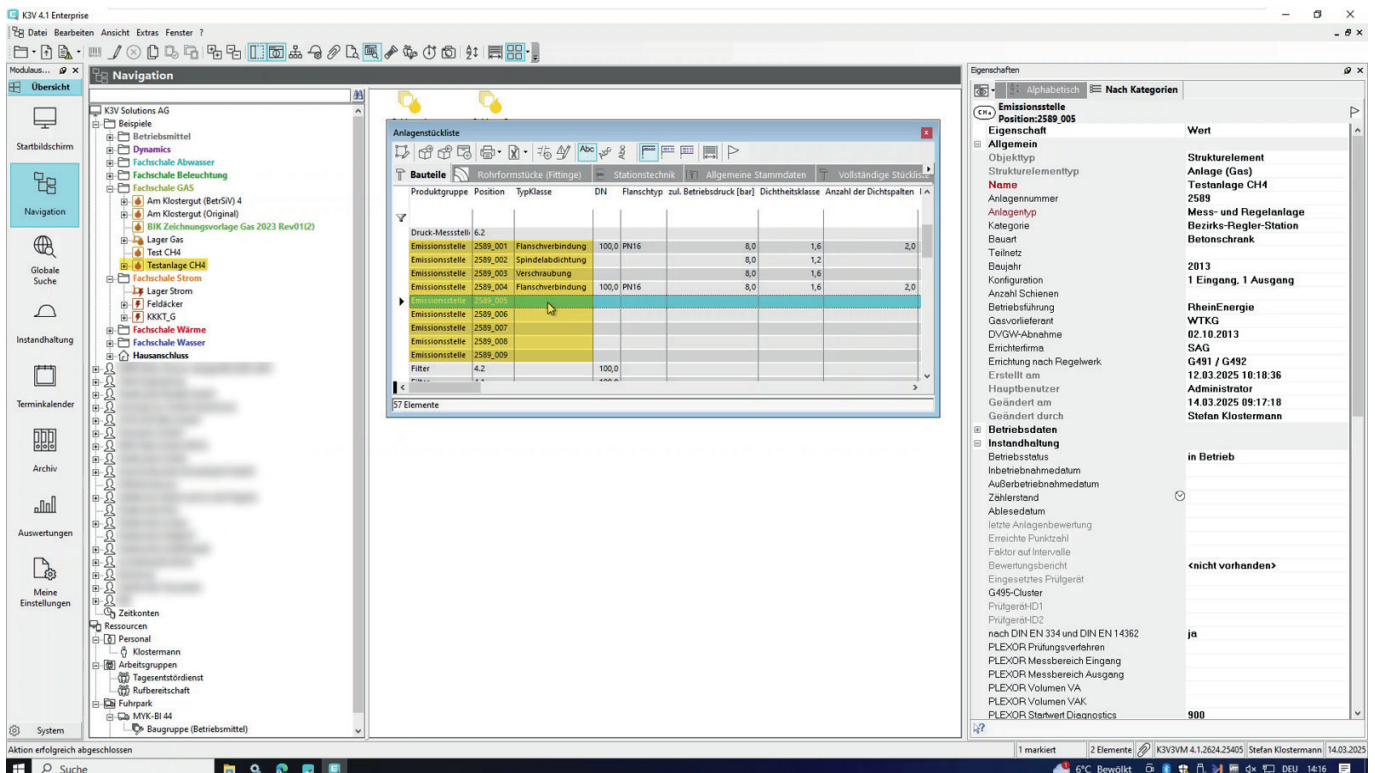 K3V 4.1 Enterprise
Datei Bearbeiten Ansicht Extras Fenster ?
Modulaus...
Übersicht
Startbildschirm
Navigation
Globale
Suche
Instandhaltung
Terminkalender
Archiv
Auswertungen
Meine
Einstellungen
System
Navigation
K3V Solutions AG
Beispiele
Betriebsmittel
Dynamics
Fachschale Abwasser
Fachschale Beleuchtung
Fachschale GAS
Am Klostergut (BetrSiV) 4
Am Klostergut (Original)
BIK Zeichnungsvorlage Gas 2023 Rev01(2)
Lager Gas
Test CH4
Testanlage CH4
Fachschale Strom
Lager Strom
Feldäcker
KKKT_G
Fachschale Wärme
Fachschale Wasser
Hausanschluss
Zeitkonten
Ressourcen
Personal
Klostermann
Arbeitsgruppen
Tagesentstördienst
Rufbereitschaft
Fuhrpark
MYK-BI 44
Baugruppe (Betriebsmittel)
Anlagenstückliste
Abc
Bauteile Rohrformstücke (Fittinge) Stationstechnik Allgemeine Stammdaten Vollständige Stückliste
Produktgruppe Position TypKlasse DN Flanschtyp zul. Betriebsdruck [bar] Dichtheitsklasse Anzahl der Dichtspalten
Druck-Messstell 6.2
Emissionsstelle 2589_001 Flanschverbindung 100,0 PN16 8,0 1,6 2,0
Emissionsstelle 2589_002 Spindelabdichtung 8,0 1,2
Emissionsstelle 2589_003 Verschraubung 8,0 1,6
Emissionsstelle 2589_004 Flanschverbindung 100,0 PN16 8,0 1,6 2,0
Emissionsstelle 2589_005
Emissionsstelle 2589_006
Emissionsstelle 2589_007
Emissionsstelle 2589_008
Emissionsstelle 2589_009
Filter 4.2 100,0
57 Elemente
Eigenschaften
Alphabetisch Nach Kategorien
CH4
Emissionsstelle
Position:2589_005
Eigenschaft Wert
Allgemein
Objekttyp Strukturelement
Strukturelementtyp Anlage (Gas)
Name Testanlage CH4
Anlagennummer 2589
Anlagentyp Mess- und Regelanlage
Kategorie Bezirks-Regler-Station
Bauart Betonschrank
Teilnetz
Baujahr 2013
Konfiguration 1 Eingang, 1 Ausgang
Anzahl Schienen
Betriebsführung RheinEnergie
Gasvorlieferant WTKG
DVGW-Abnahme 02.10.2013
Errichterfirma SAG
Errichtung nach Regelwerk G491 / G492
Erstellt am 12.03.2025 10:18:36
Hauptbenutzer Administrator
Geändert am 14.03.2025 09:17:18
Geändert durch Stefan Klostermann
Betriebsdaten
Instandhaltung
Betriebsstatus in Betrieb
Inbetriebnahmedatum
Außerbetriebnahmedatum
Zählerstand
Ablesedatum
letzte Anlagenbewertung
Erreichte Punktzahl
Faktor auf Intervalle
Bewertungsbericht <nicht vorhanden>
Eingesetztes Prüfgerät
G495-Cluster
Prüfgerät-ID1
Prüfgerät-ID2
nach DIN EN 334 und DIN EN 14362 ja
PLEXOR Prüfungsverfahren
PLEXOR Messbereich Eingang
PLEXOR Messbereich Ausgang
PLEXOR Volumen VA
PLEXOR Volumen VAK
PLEXOR Startwert Diagnostics 900
Aktion erfolgreich abgeschlossen
1 markiert 2 Elemente K3V3VM 4.1.2624.25405 Stefan Klostermann 14.03.2025
Suche
6°C Bewölkt DEU 14:16